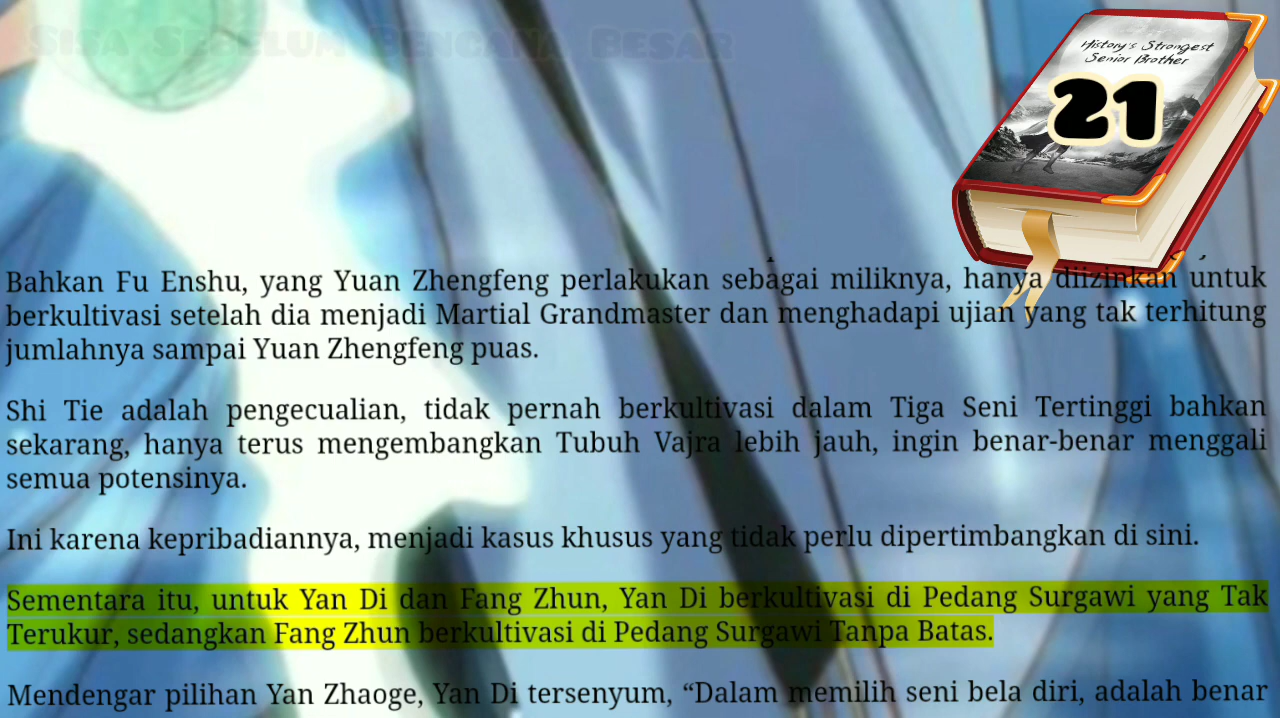 Sisa Sebelum Bencana Besar
History's Strongest
Senior Brother
21
Bahkan Fu Enshu, yang Yuan Zhengfeng perlakukan sebagai miliknya, hanya diizinkan untuk
berkultivasi setelah dia menjadi Martial Grandmaster dan menghadapi ujian yang tak terhitung
jumlahnya sampai Yuan Zhengfeng puas.
Shi Tie adalah pengecualian, tidak pernah berkultivasi dalam Tiga Seni Tertinggi bahkan
sekarang, hanya terus mengembangkan Tubuh Vajra lebih jauh, ingin benar-benar menggali
semua potensinya.
Ini karena kepribadiannya, menjadi kasus khusus yang tidak perlu dipertimbangkan di sini.
Sementara itu, untuk Yan Di dan Fang Zhun, Yan Di berkultivasi di Pedang Surgawi yang Tak
Terukur, sedangkan Fang Zhun berkultivasi di Pedang Surgawi Tanpa Batas.
Mendengar pilihan Yan Zhaoge, Yan Di tersenyum, “Dalam memilih seni bela diri, adalah benar